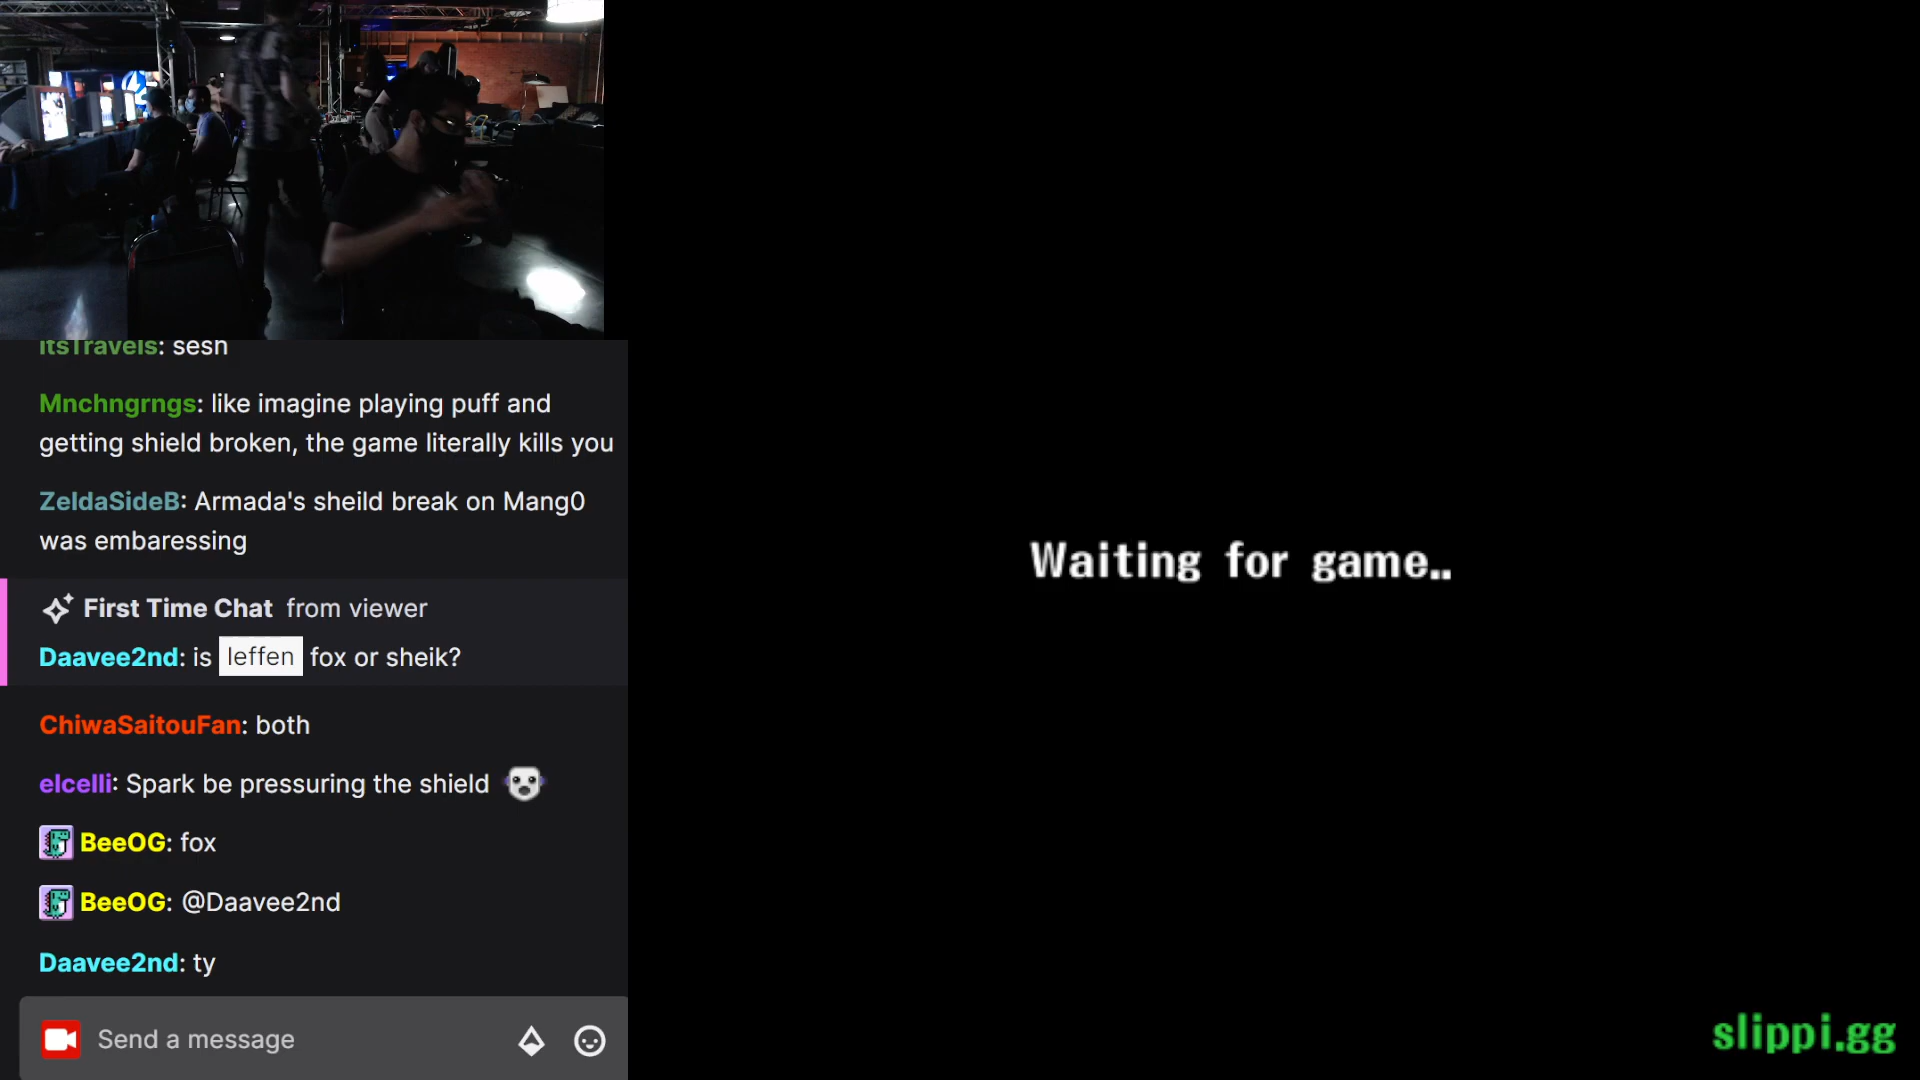 itsTravels: sesh
Mnchngrngs: like imagine playing puff and
getting shield broken, the game literally kills you
ZeldaSideB: Armada's sheild break on Mang0
was embaressing
First Time Chat from viewer
Daavee2nd: is leffen fox or sheik?
ChiwaSaitouFan: both
elcelli: Spark be pressuring the shield
BeeOG: fox
BeeOG: @Daavee2nd
Daavee2nd: ty
Send a message
Waiting for game..
slippi.gg